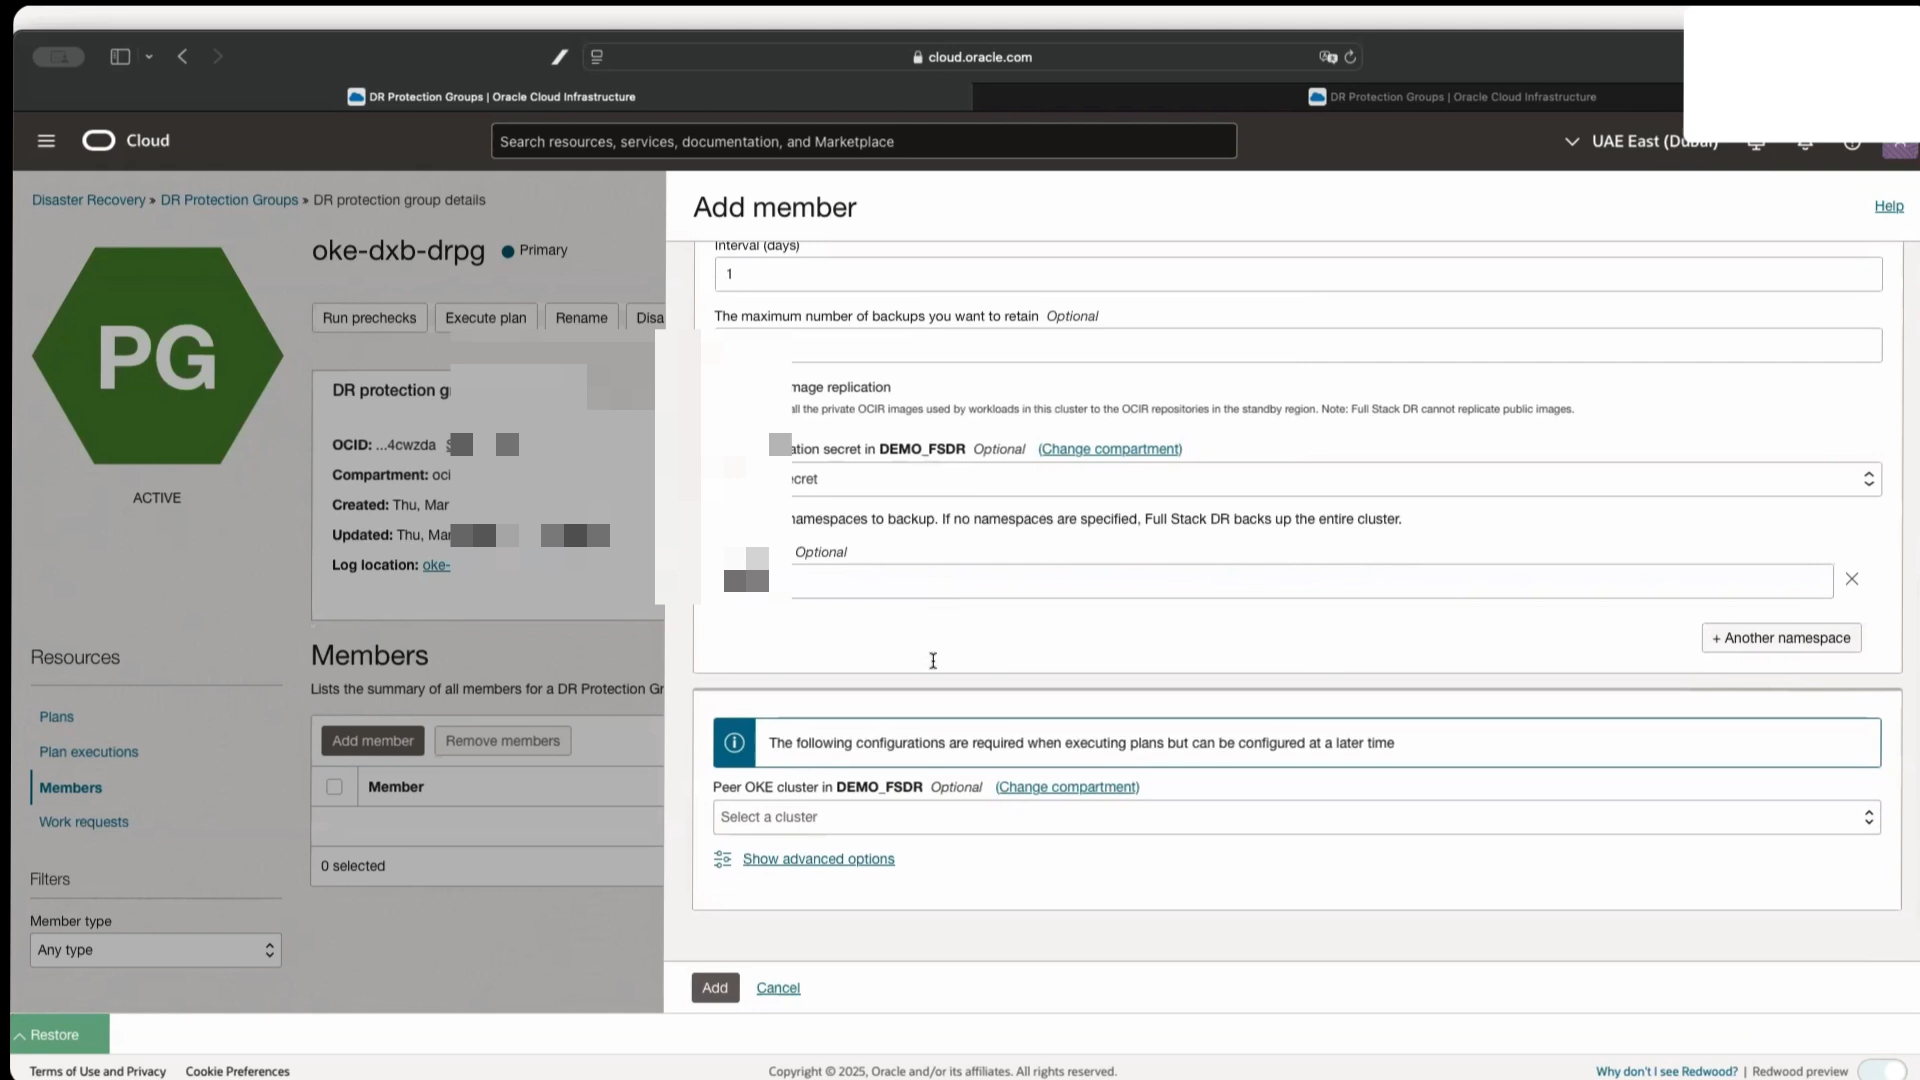 cloud.oracle.com
DR Protection Groups | Oracle Cloud Infrastructure
DR Protection Groups | Oracle Cloud Infrastructure
Cloud
Search resources, services, documentation, and Marketplace
UAE East (Dubai)
Disaster Recovery » DR Protection Groups » DR protection group details
PG
ACTIVE
oke-dxb-drpg
Primary
Run prechecks
Execute plan
Rename
Disa
DR protection g
OCID: ...4cwzda
Compartment: oci
Created: Thu, Mar
Updated: Thu, Mar
Log location: oke-
Resources
Plans
Plan executions
Members
Work requests
Filters
Member type
Any type
Members
Lists the summary of all members for a DR Protection Gr
Add member
Remove members
Member
0 selected
Add member
Help
Interval (days)
1
The maximum number of backups you want to retain Optional
mage replication
all the private OCIR images used by workloads in this cluster to the OCIR repositories in the standby region. Note: Full Stack DR cannot replicate public images.
ation secret in DEMO_FSDR Optional (Change compartment)
ecret
namespaces to backup. If no namespaces are specified, Full Stack DR backs up the entire cluster.
Optional
+ Another namespace
The following configurations are required when executing plans but can be configured at a later time
Peer OKE cluster in DEMO_FSDR Optional (Change compartment)
Select a cluster
Show advanced options
Add
Cancel
Restore
Terms of Use and Privacy
Cookie Preferences
Copyright © 2025, Oracle and/or its affiliates. All rights reserved.
Why don't I see Redwood? | Redwood preview